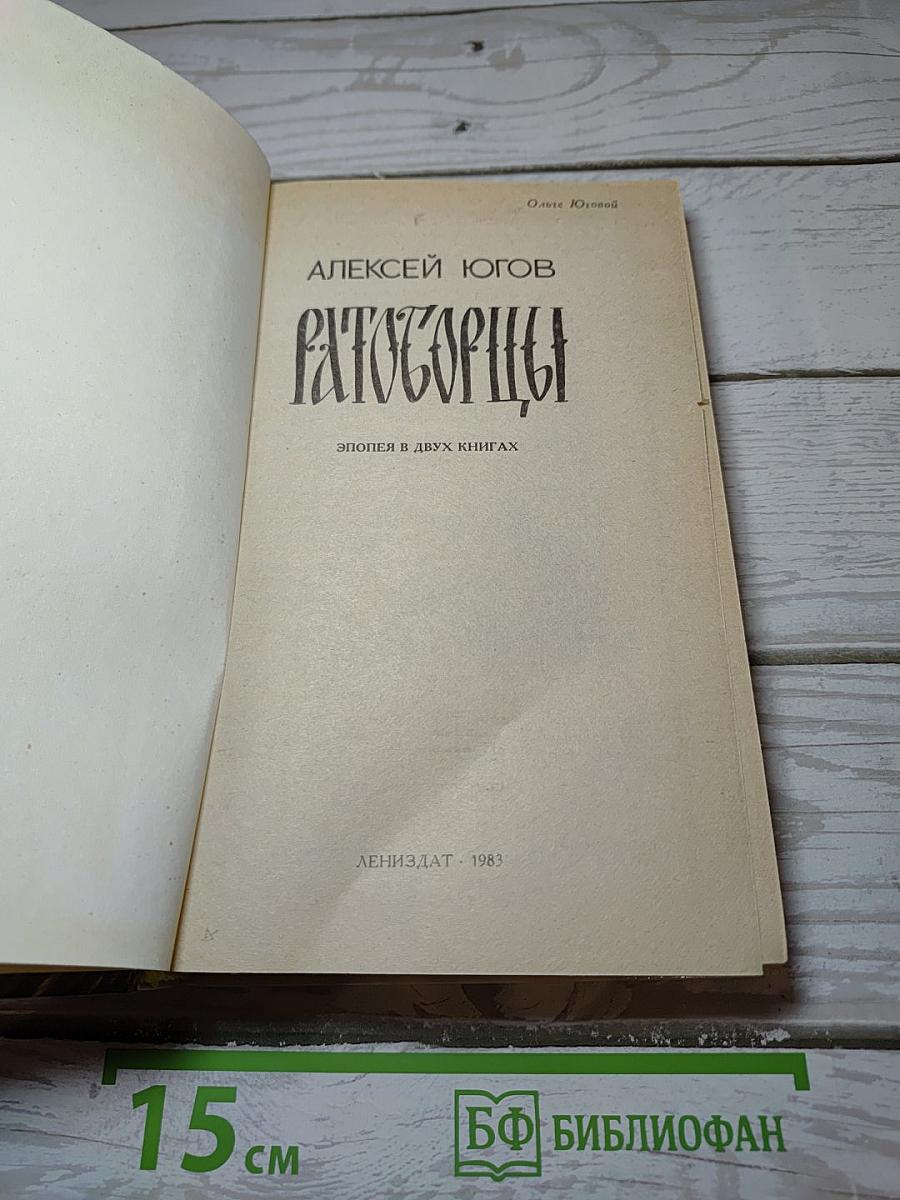 Ольге Юговой
АЛЕКСЕЙ ЮГОВ
РАТОБОРЦЫ
ЭПОПЕЯ В ДВУХ КНИГАХ
ЛЕНИЗДАТ · 1983
15 см
БФ БИБЛИОФАН